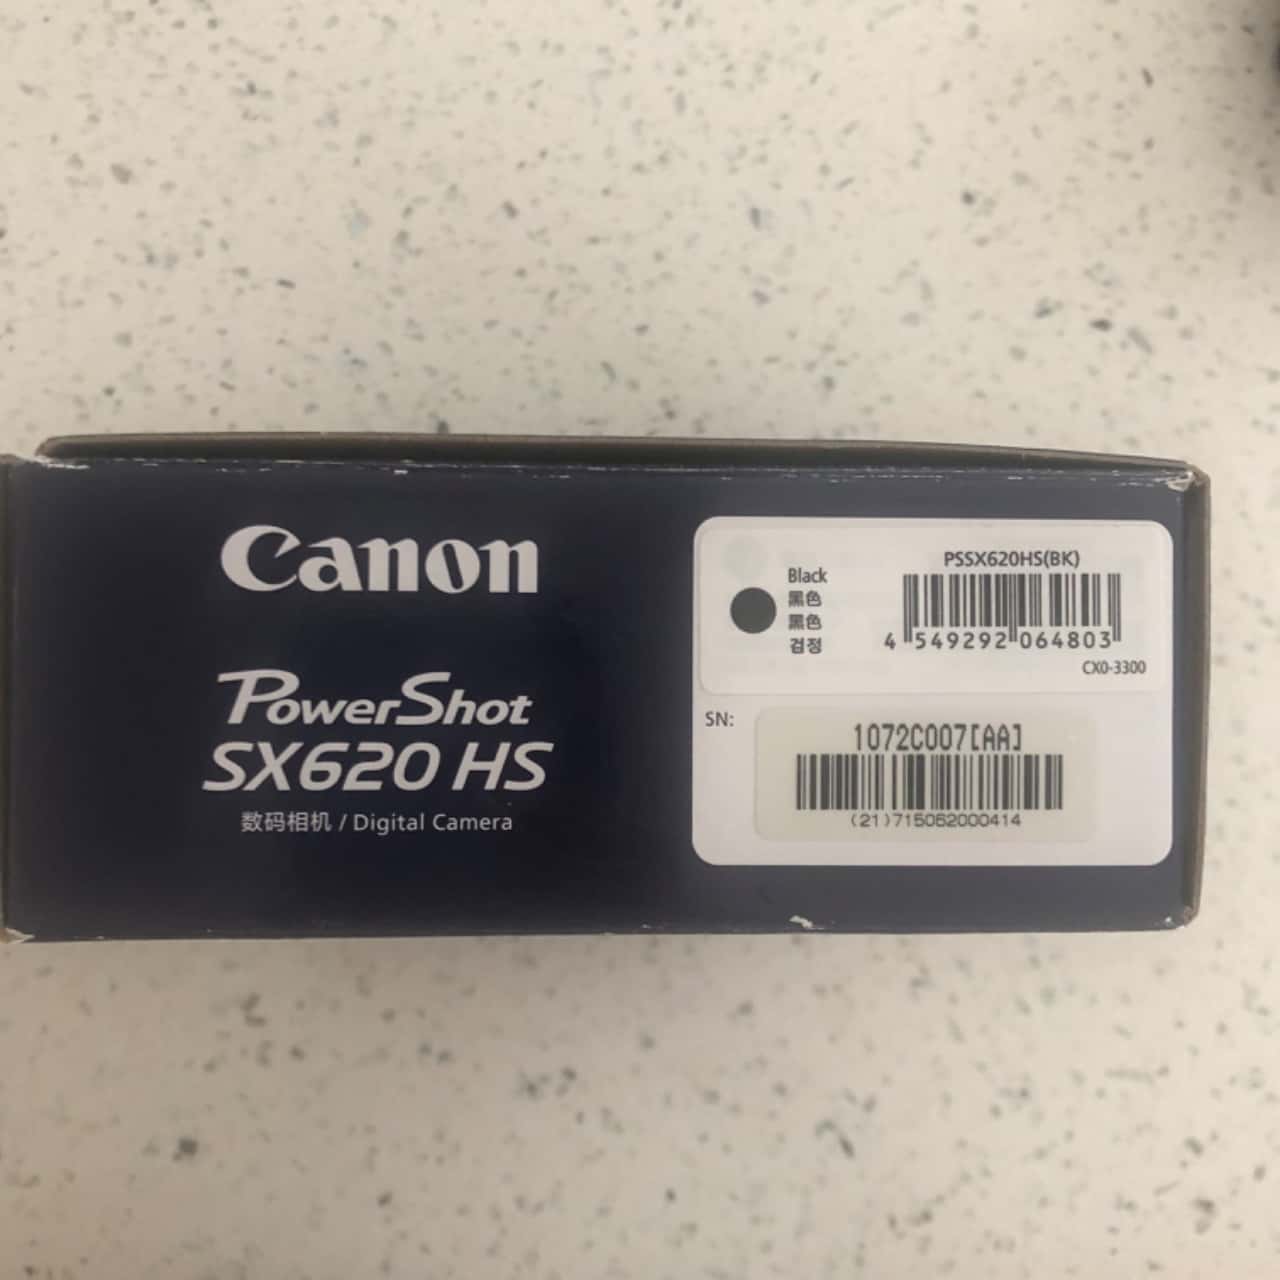 Canon
PowerShot
SX620 HS
数码相机 / Digital Camera
PSSX620HS(BK)
Black
黑色
黑色
검정
4 549292 064803
CX0-3300
SN:
1072C007[AA]
(21)715052000414